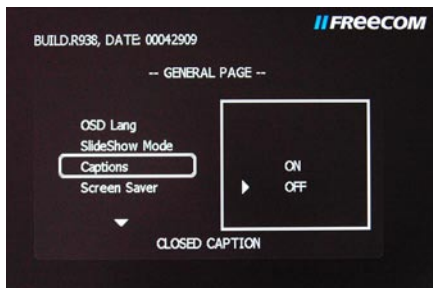 FREECOM
BUILD.R938, DATE 00042909
-- GENERAL PAGE --
OSD Lang
SlideShow Mode
Captions
ON
Screen Saver
OFF
CLOSED CAPTION